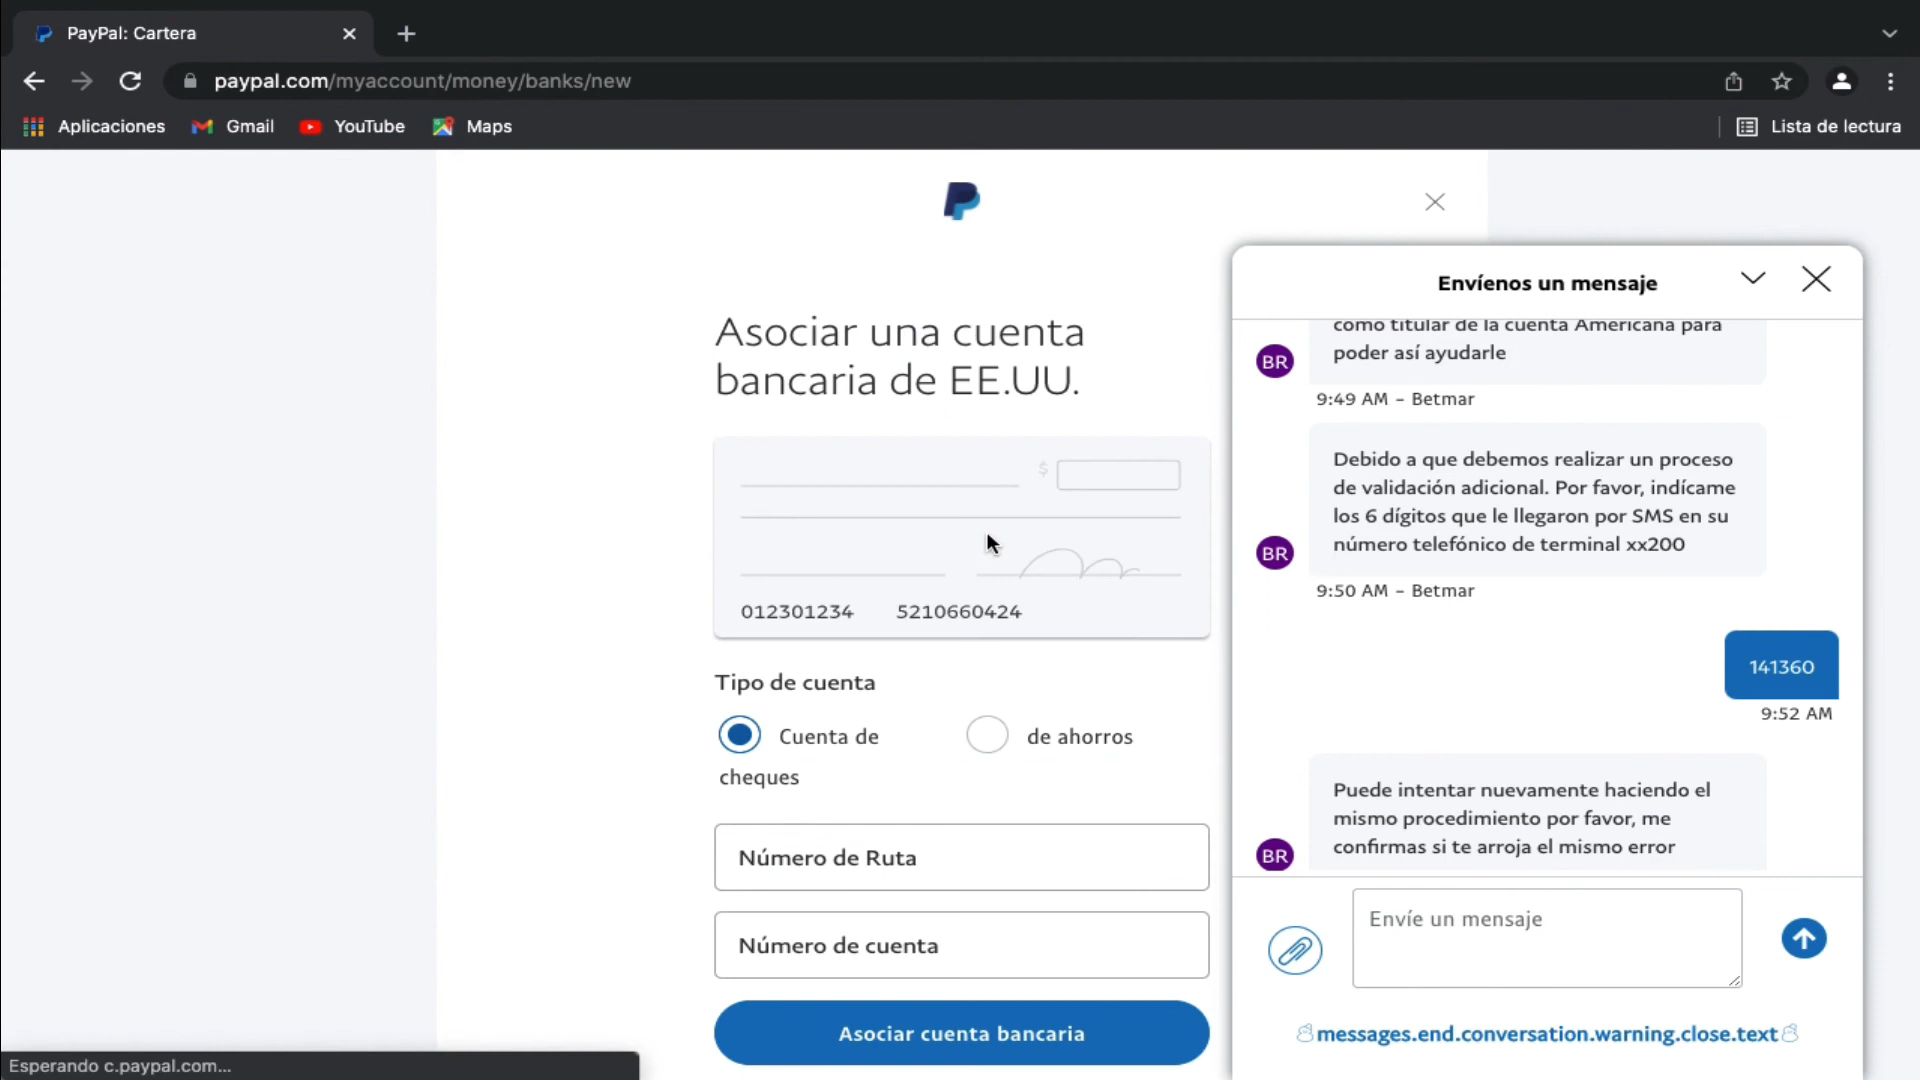 PayPal: Cartera
paypal.com/myaccount/money/banks/new
Aplicaciones Gmail YouTube Maps Lista de lectura
Asociar una cuenta
bancaria de EE.UU.
$
012301234 5210660424
Tipo de cuenta
Cuenta de de ahorros
cheques
Número de Ruta
Número de cuenta
Asociar cuenta bancaria
Esperando c.paypal.com...
Envíenos un mensaje
como titular de la cuenta Americana para
poder así ayudarle
BR
9:49 AM - Betmar
Debido a que debemos realizar un proceso
de validación adicional. Por favor, indícame
los 6 dígitos que le llegaron por SMS en su
número telefónico de terminal xx200
BR
9:50 AM - Betmar
141360
9:52 AM
Puede intentar nuevamente haciendo el
mismo procedimiento por favor, me
confirmas si te arroja el mismo error
BR
Envíe un mensaje
☃messages.end.conversation.warning.close.text☃